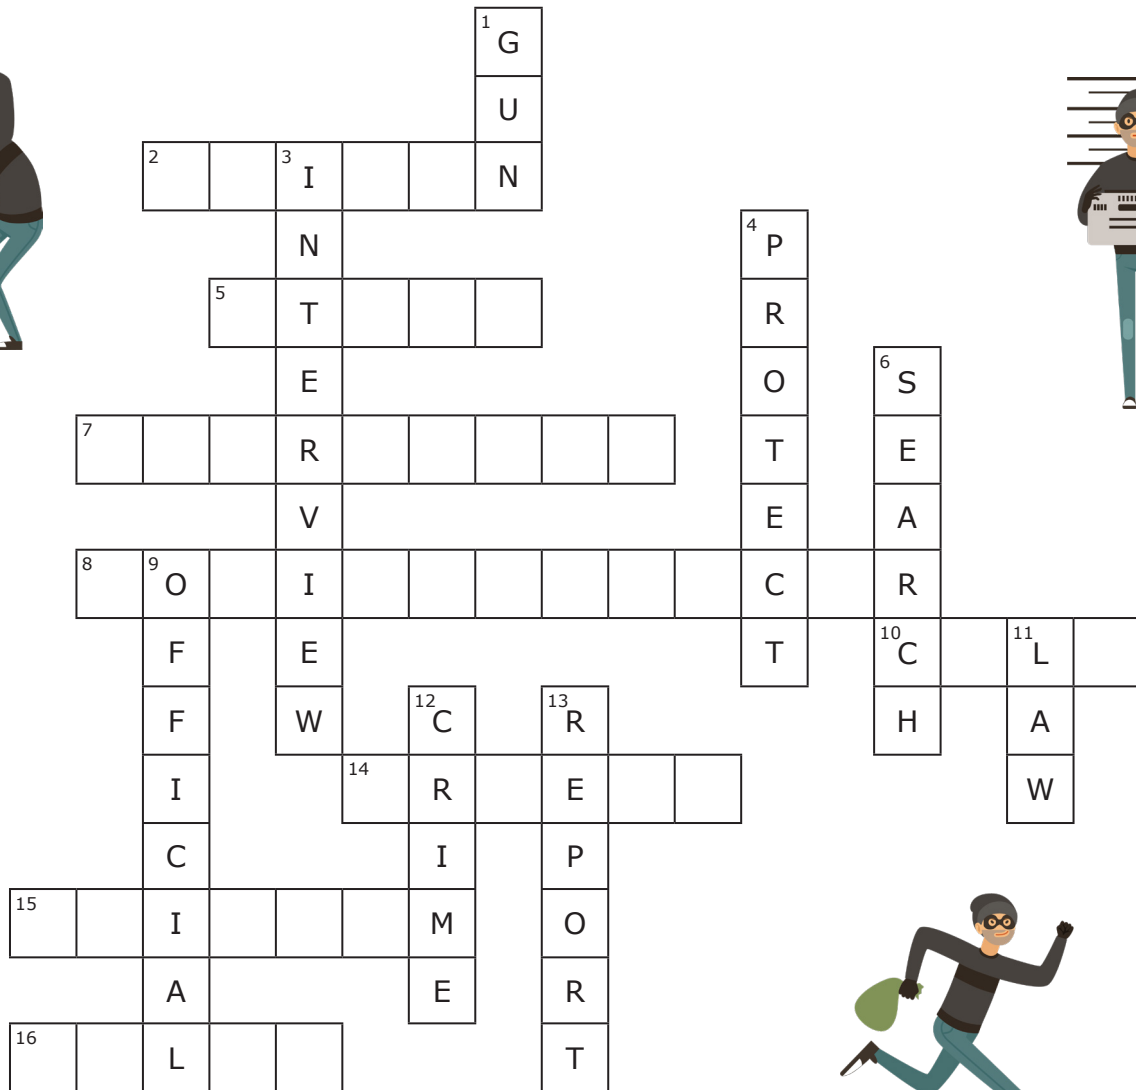 1 G
U
2 3 I N
N 4 P
5 T R
E O 6 S
7 R T E
V E A
8 9 O I C R
F E T 10 C 11 L
F W 12 C 13 R H A
14 I R E W
C I P
15 I M O
A E R
16 L T